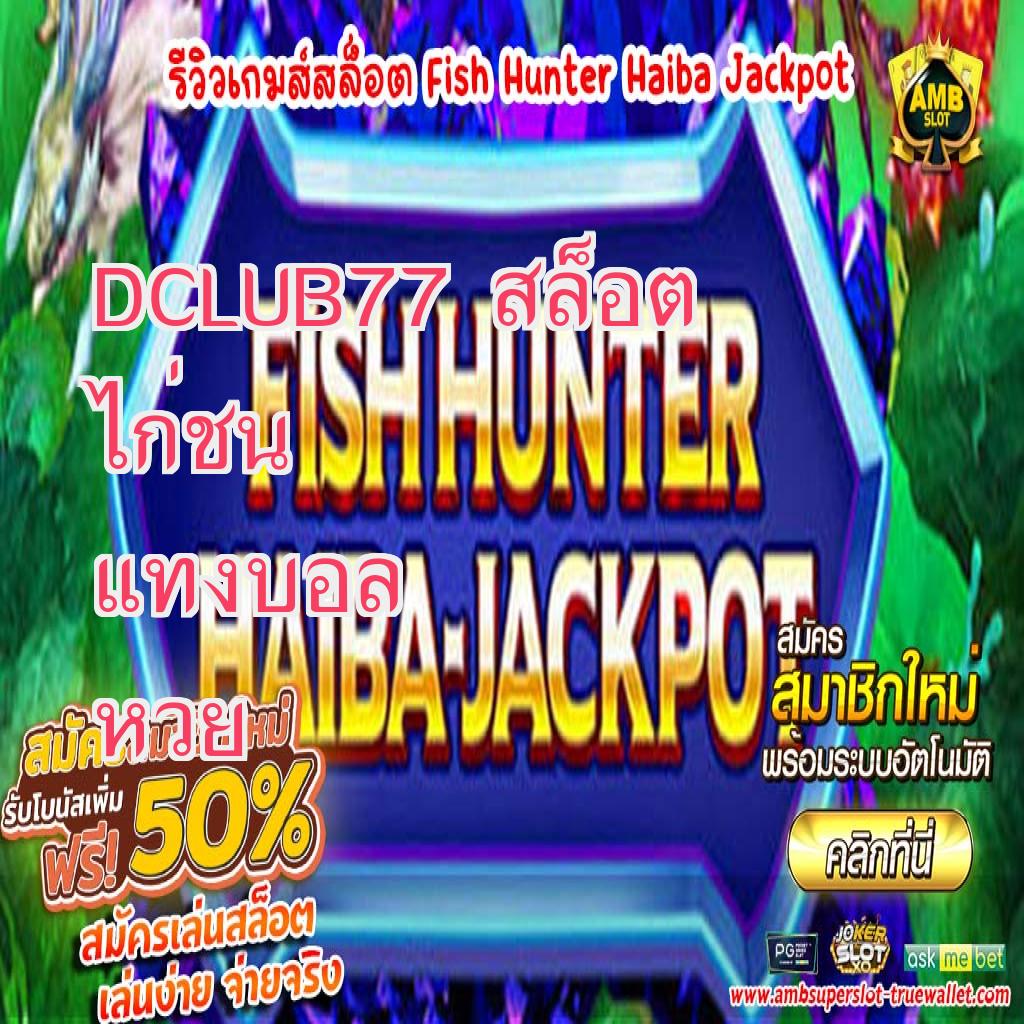 รีวิวเกมส์สล็อต Fish Hunter Haiba Jackpot
AMB
SLOT
DCLUB77 สล็อต
FISH HUNTER
ไก่ชน
แทงบอล
HAIBA-JACKPOT
หวย
สมัคร
สมาชิกใหม่
พร้อมระบบอัตโนมัติ
คลิกที่นี่
รับโบนัสเพิ่ม
ฟรี! 50%
สมัครเล่นสล็อต
เล่นง่าย จ่ายจริง
PG
JOKER
SLOT
XO
ask me bet
www.ambsuperslot-truewallet.com